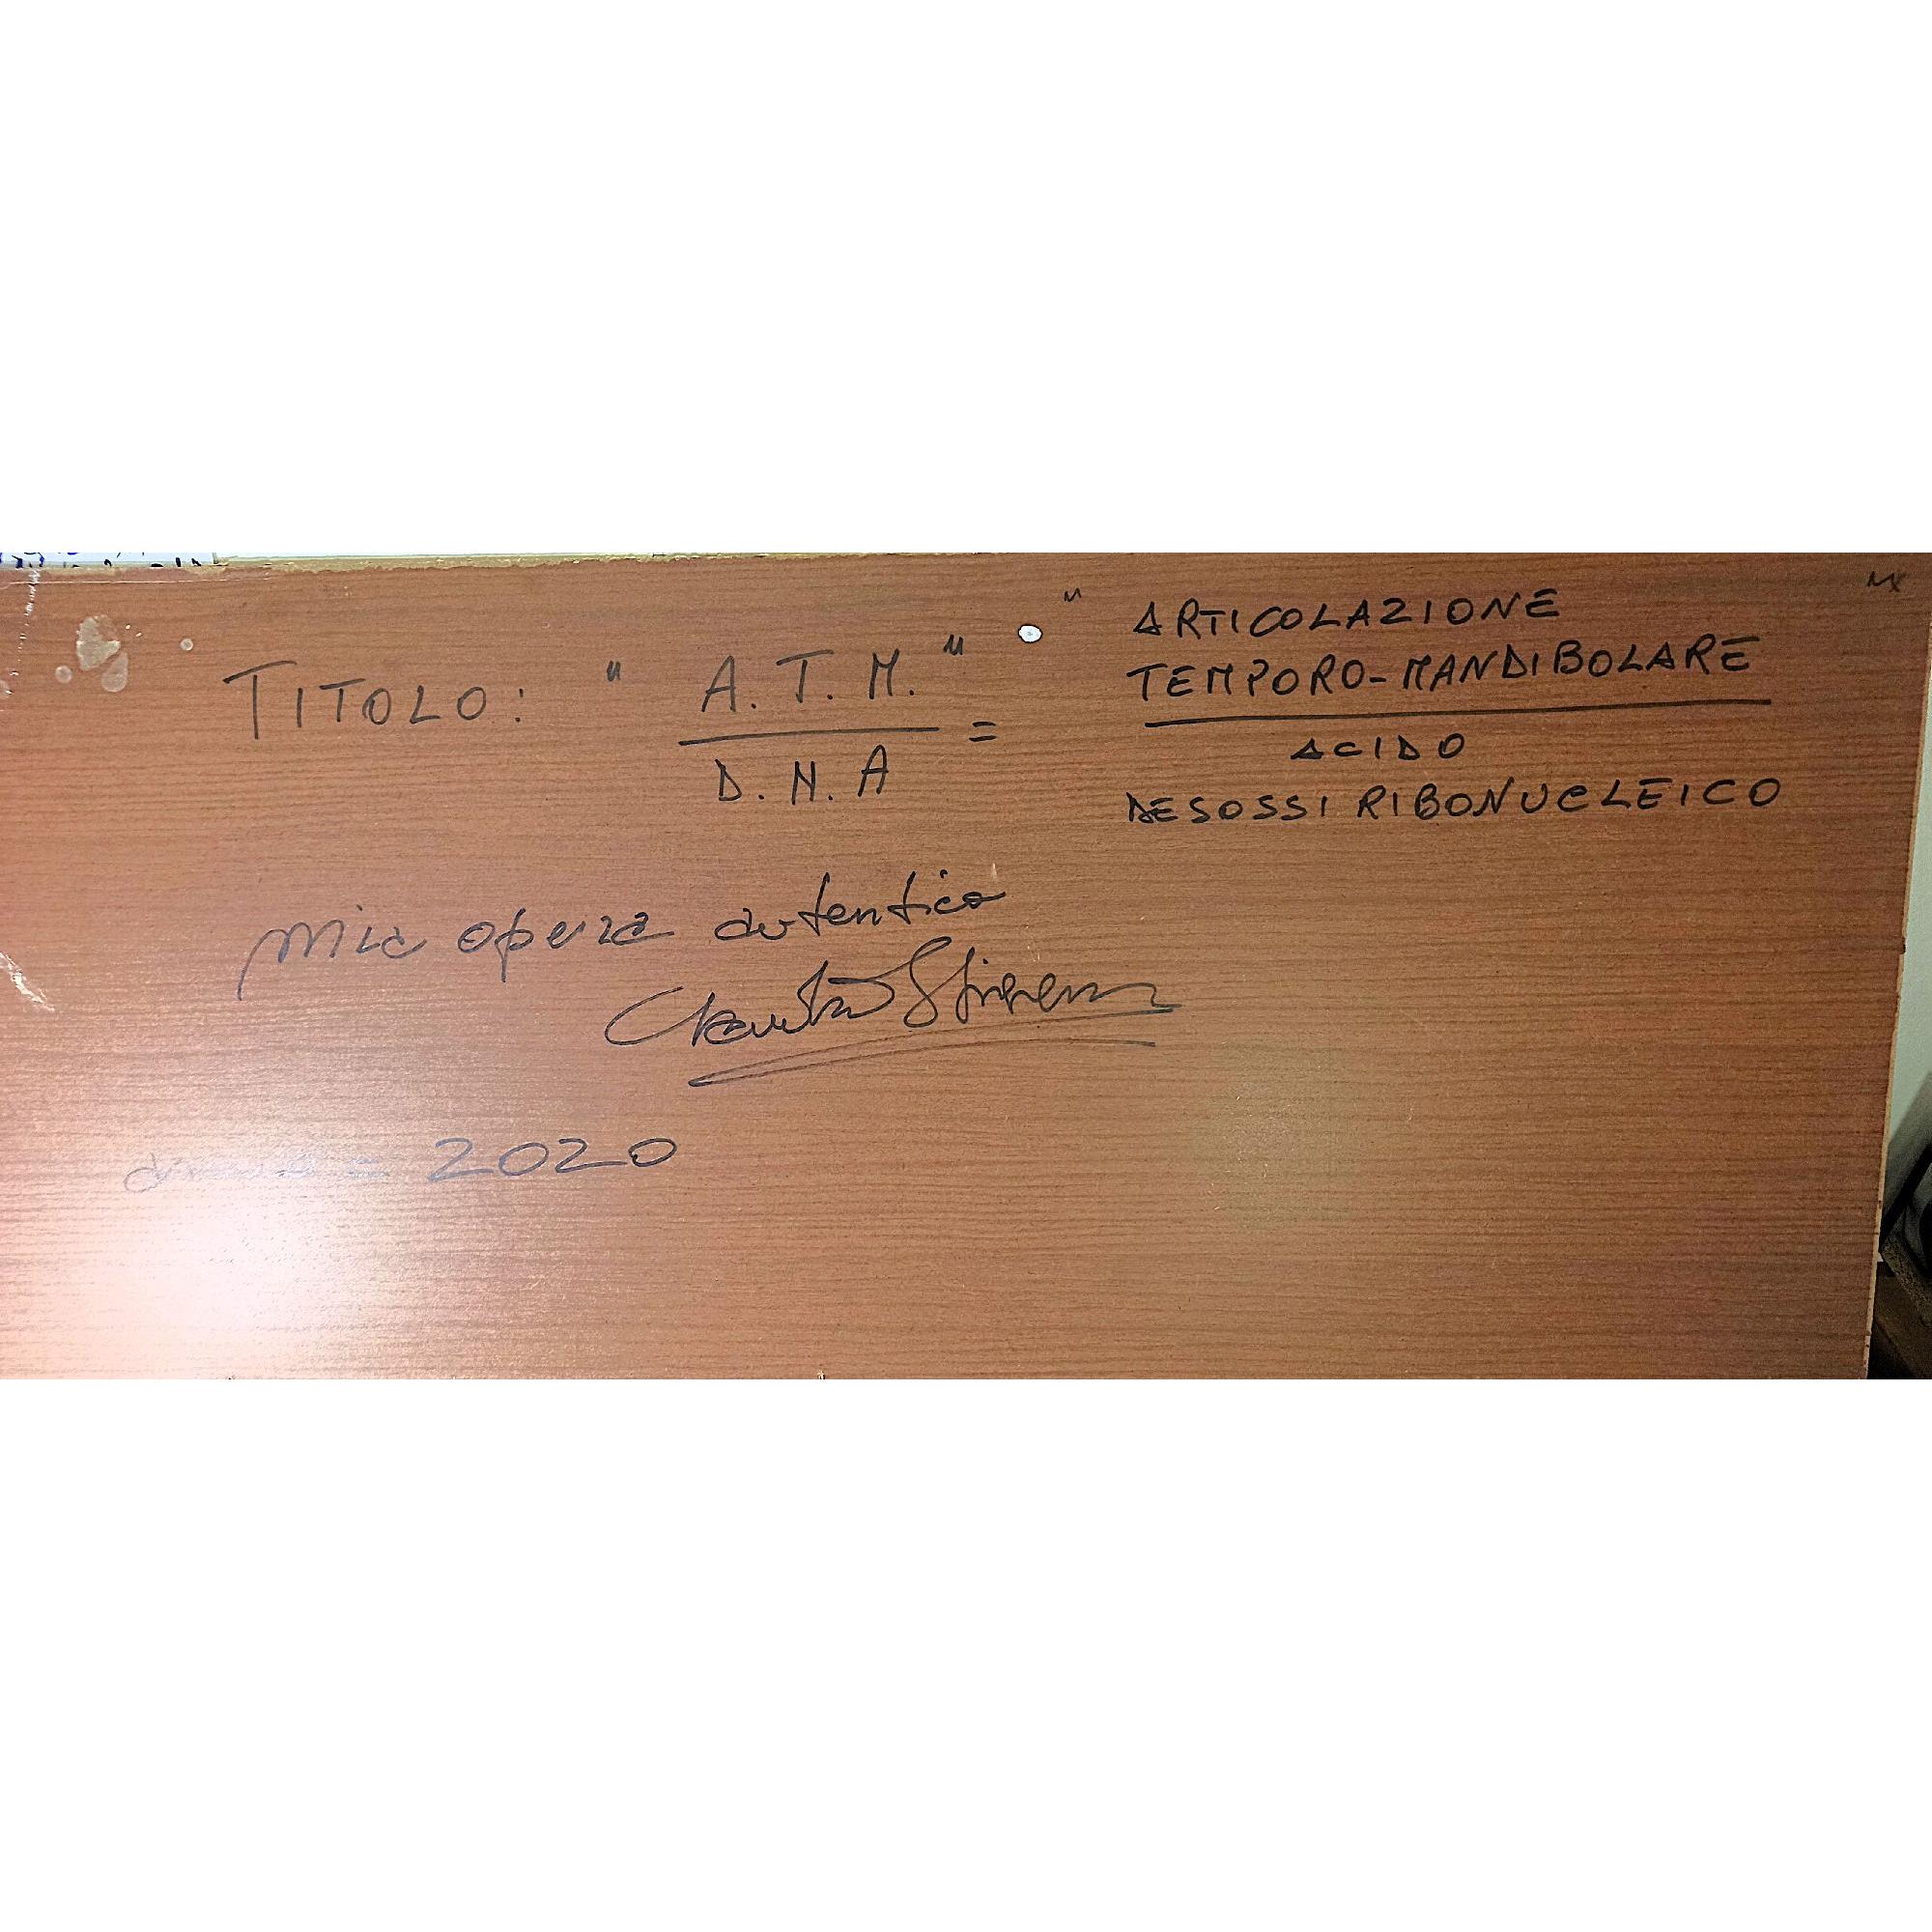 TITOLO: " A.T.M. " = " ARTICOLAZIONE "
TEMPORO-MANDIBOLARE
D.N.A
ACIDO
DESOSSI RIBONUCLEICO
mia opera autentica
2020